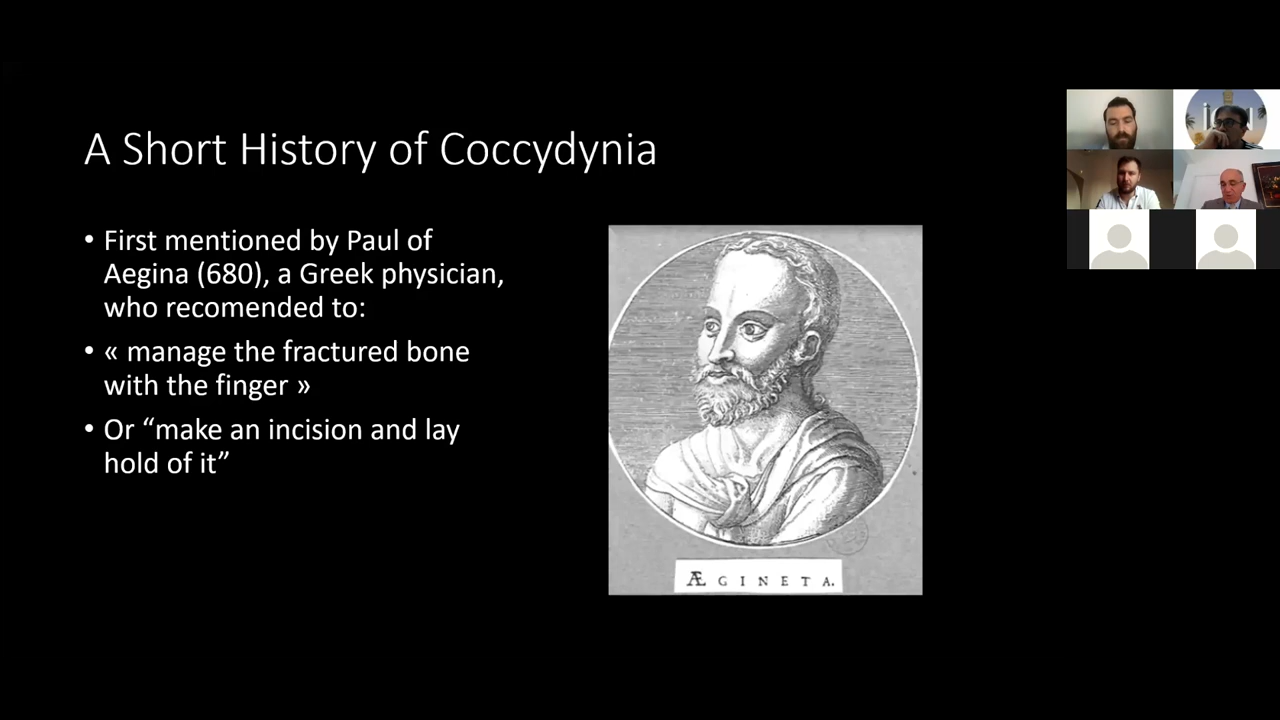 A Short History of Coccydynia
• First mentioned by Paul of
Aegina (680), a Greek physician,
who recomended to:
• « manage the fractured bone
with the finger »
• Or “make an incision and lay
hold of it”
ÆGINETA.